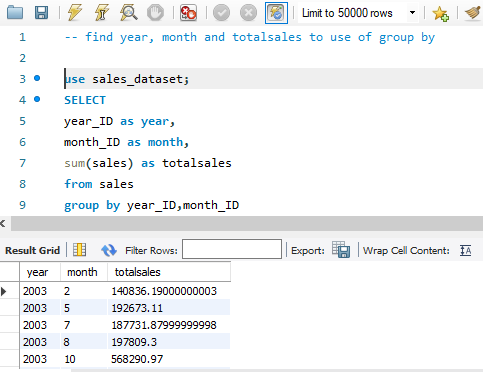 Limit to 50000 rows
1 -- find year, month and totalsales to use of group by
2
3 use sales_dataset;
4 SELECT
5 year_ID as year,
6 month_ID as month,
7 sum(sales) as totalsales
8 from sales
9 group by year_ID,month_ID
Result Grid Filter Rows: Export: Wrap Cell Content: IA
year month totalsales
2003 2 140836.19000000003
2003 5 192673.11
2003 7 187731.87999999998
2003 8 197809.3
2003 10 568290.97